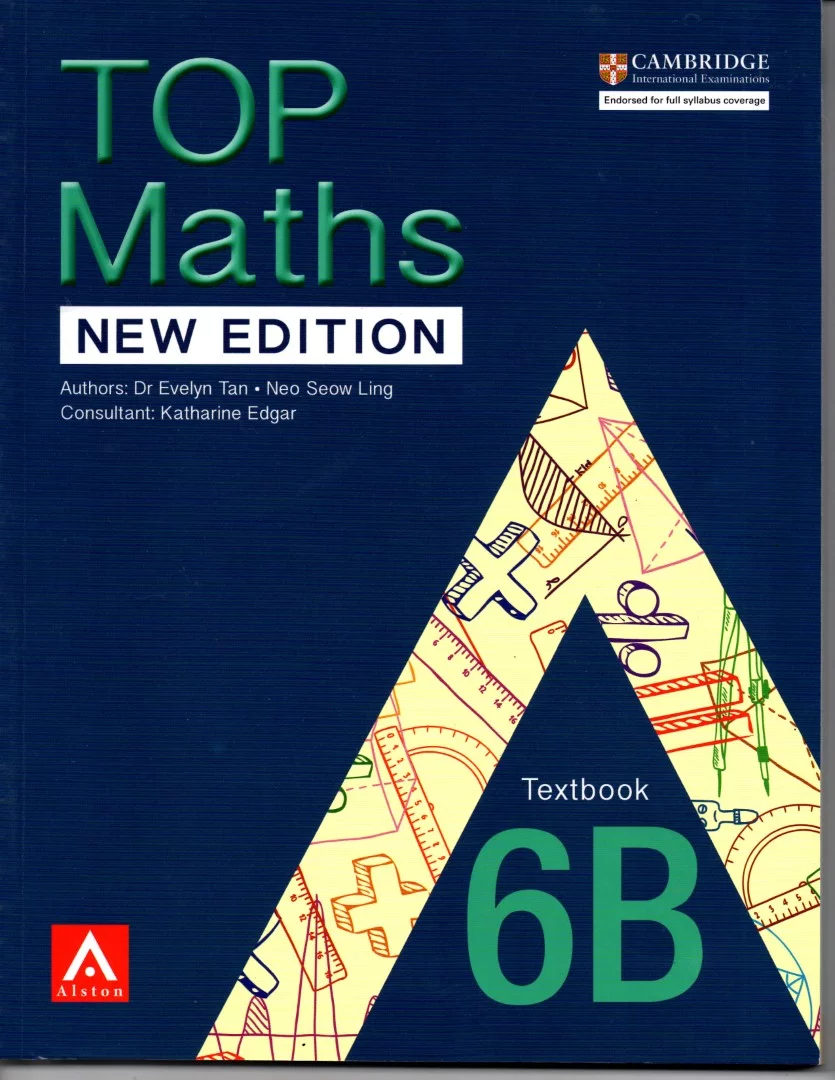 TOP
Maths
NEW EDITION
Authors: Dr Evelyn Tan • Neo Seow Ling
Consultant: Katharine Edgar
CAMBRIDGE
International Examinations
Endorsed for full syllabus coverage
Textbook
6B
Alston